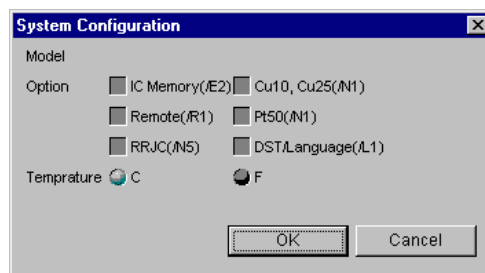 System Configuration
Model
Option IC Memory(/E2) Cu10, Cu25(/N1)
Remote(/R1) Pt50(/N1)
RRJC(/N5) DST/Language(/L1)
Temprature C F
OK Cancel